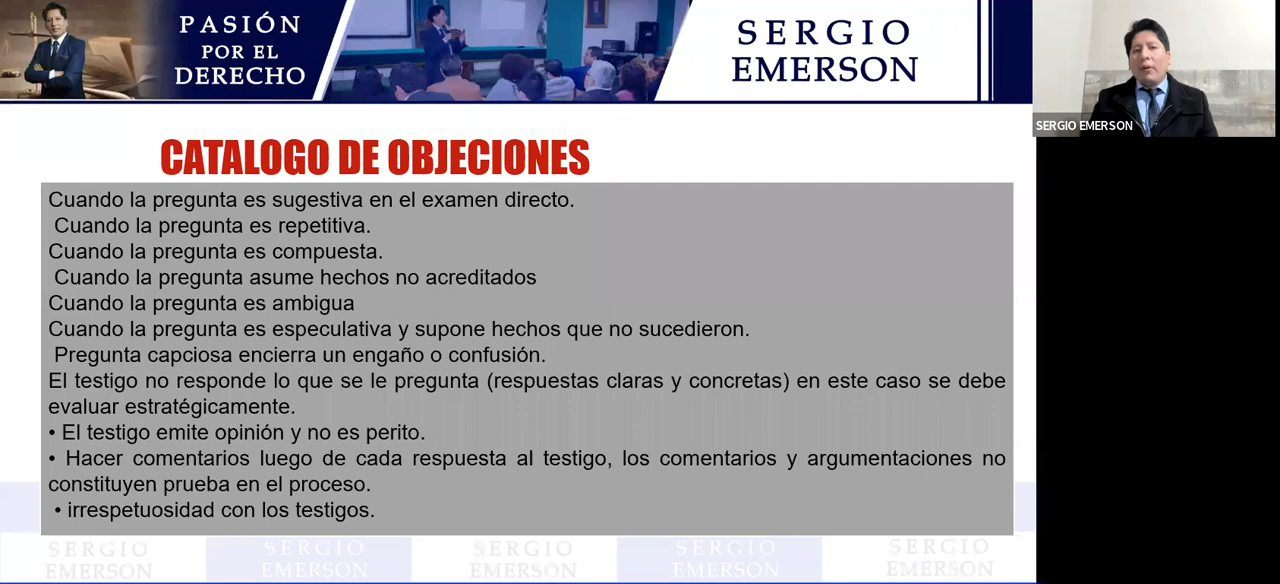 PASIÓN
POR EL
DERECHO
SERGIO
EMERSON
SERGIO EMERSON
CATALOGO DE OBJECIONES
Cuando la pregunta es sugestiva en el examen directo.
Cuando la pregunta es repetitiva.
Cuando la pregunta es compuesta.
Cuando la pregunta asume hechos no acreditados
Cuando la pregunta es ambigua
Cuando la pregunta es especulativa y supone hechos que no sucedieron.
Pregunta capciosa encierra un engaño o confusión.
El testigo no responde lo que se le pregunta (respuestas claras y concretas) en este caso se debe
evaluar estratégicamente.
• El testigo emite opinión y no es perito.
• Hacer comentarios luego de cada respuesta al testigo, los comentarios y argumentaciones no
constituyen prueba en el proceso.
• irrespetuosidad con los testigos.
SERGIO SERGIO SERGIO SERGIO SERGIO
EMERSON EMERSON EMERSON EMERSON EMERSON